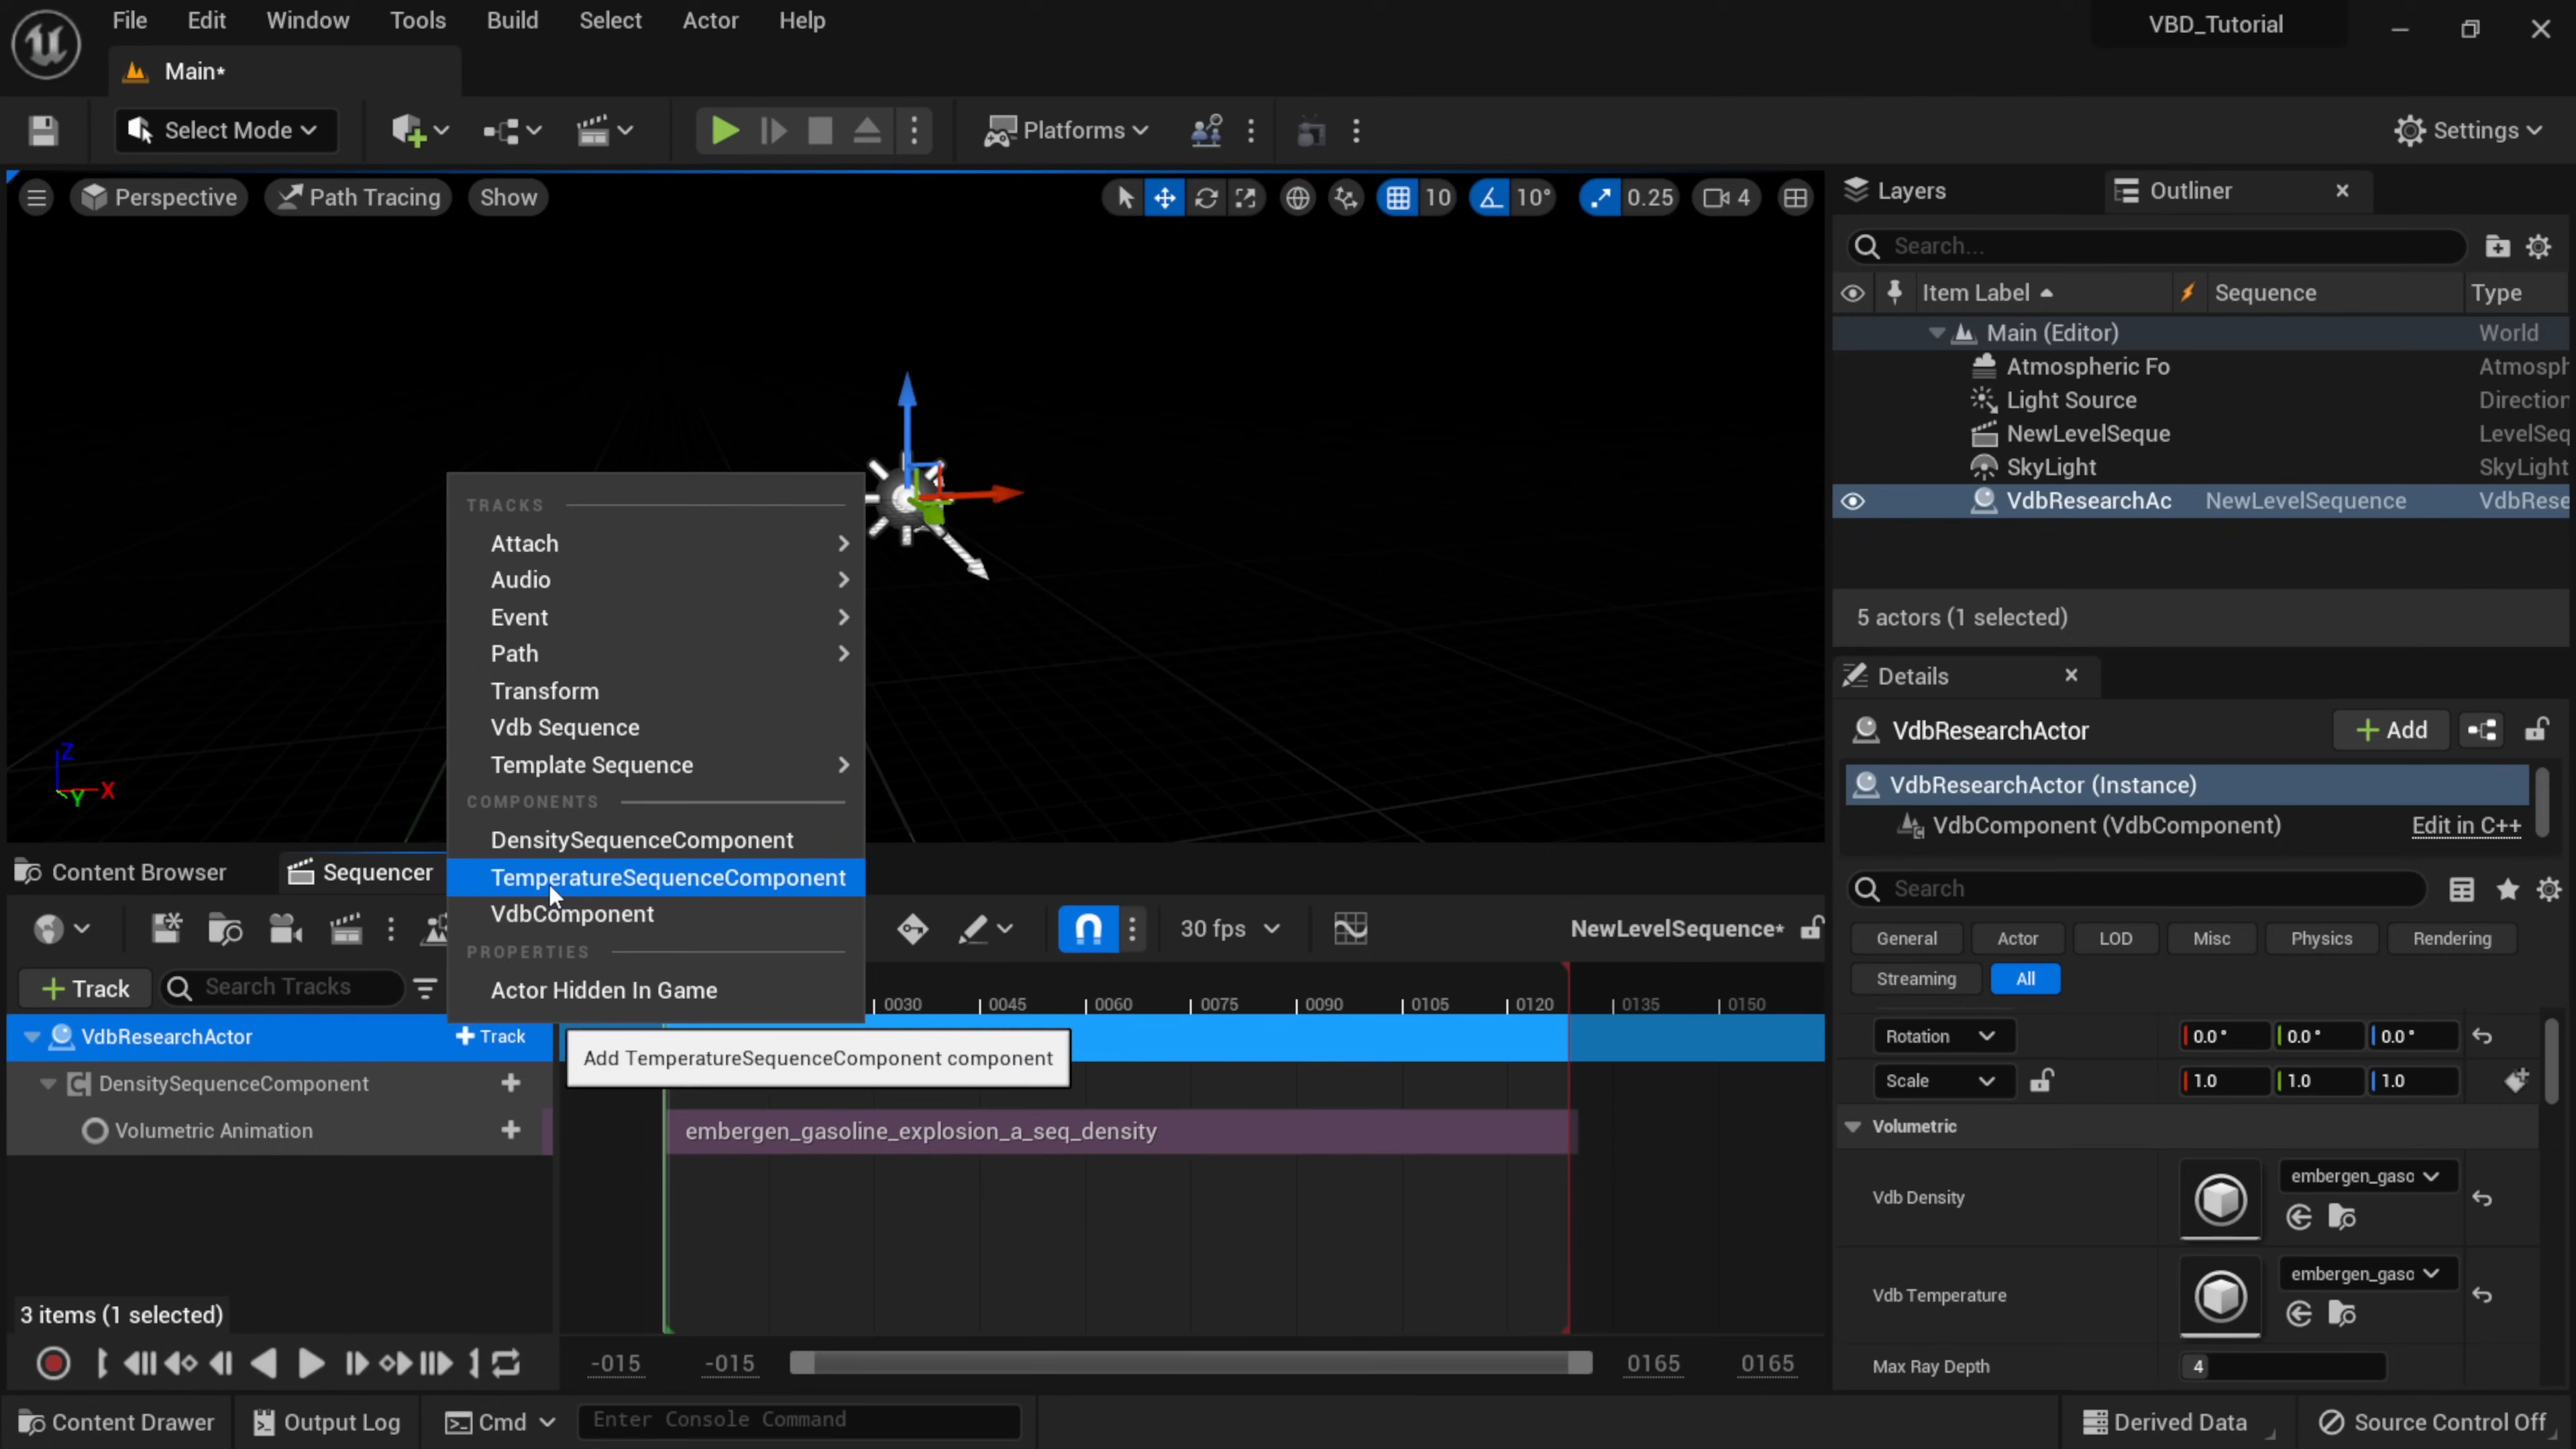 File Edit Window Tools Build Select Actor Help VBD_Tutorial
Main*
Select Mode Platforms Settings
Perspective Path Tracing Show 10 10° 0.25 4
Layers Outliner
Search...
Item Label Sequence Type
Main (Editor) World
Atmospheric Fo Atmosph
Light Source Direction
NewLevelSeque LevelSeq
SkyLight SkyLight
VdbResearchAc NewLevelSequence VdbRese
5 actors (1 selected)
TRACKS
Attach
Audio
Event
Path
Transform
Vdb Sequence
Template Sequence
COMPONENTS
DensitySequenceComponent
TemperatureSequenceComponent
VdbComponent
PROPERTIES
Actor Hidden In Game
Z
X
Y
Details
VdbResearchActor Add
VdbResearchActor (Instance)
VdbComponent (VdbComponent) Edit in C++
Search
General Actor LOD Misc Physics Rendering
Streaming All
Rotation 0.0° 0.0° 0.0°
Scale 1.0 1.0 1.0
Volumetric
Vdb Density embergen_gasc
Vdb Temperature embergen_gasc
Max Ray Depth 4
Content Browser Sequencer
30 fps NewLevelSequence*
Track Search Tracks
0030 0045 0060 0075 0090 0105 0120 0135 0150
VdbResearchActor Track
Add TemperatureSequenceComponent component
DensitySequenceComponent
Volumetric Animation
embergen_gasoline_explosion_a_seq_density
3 items (1 selected)
-015 -015 0165 0165
Content Drawer Output Log Cmd Enter Console Command Derived Data Source Control Off